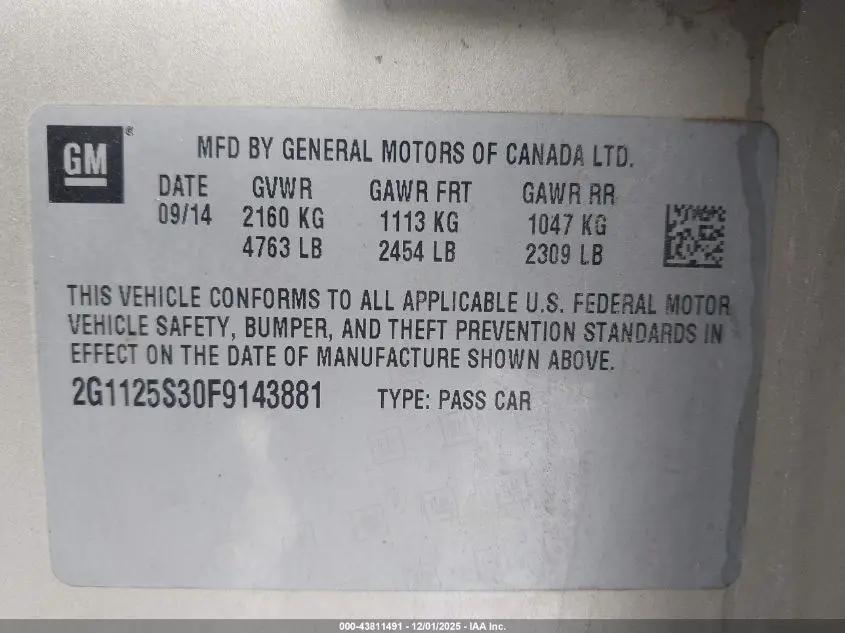 GM®
MFD BY GENERAL MOTORS OF CANADA LTD.
DATE GVWR GAWR FRT GAWR RR
09/14 2160 KG 1113 KG 1047 KG
4763 LB 2454 LB 2309 LB
THIS VEHICLE CONFORMS TO ALL APPLICABLE U.S. FEDERAL MOTOR
VEHICLE SAFETY, BUMPER, AND THEFT PREVENTION STANDARDS IN
EFFECT ON THE DATE OF MANUFACTURE SHOWN ABOVE.
2G1125S30F9143881 TYPE: PASS CAR
000-43811491 - 12/01/2025 - IAA Inc.